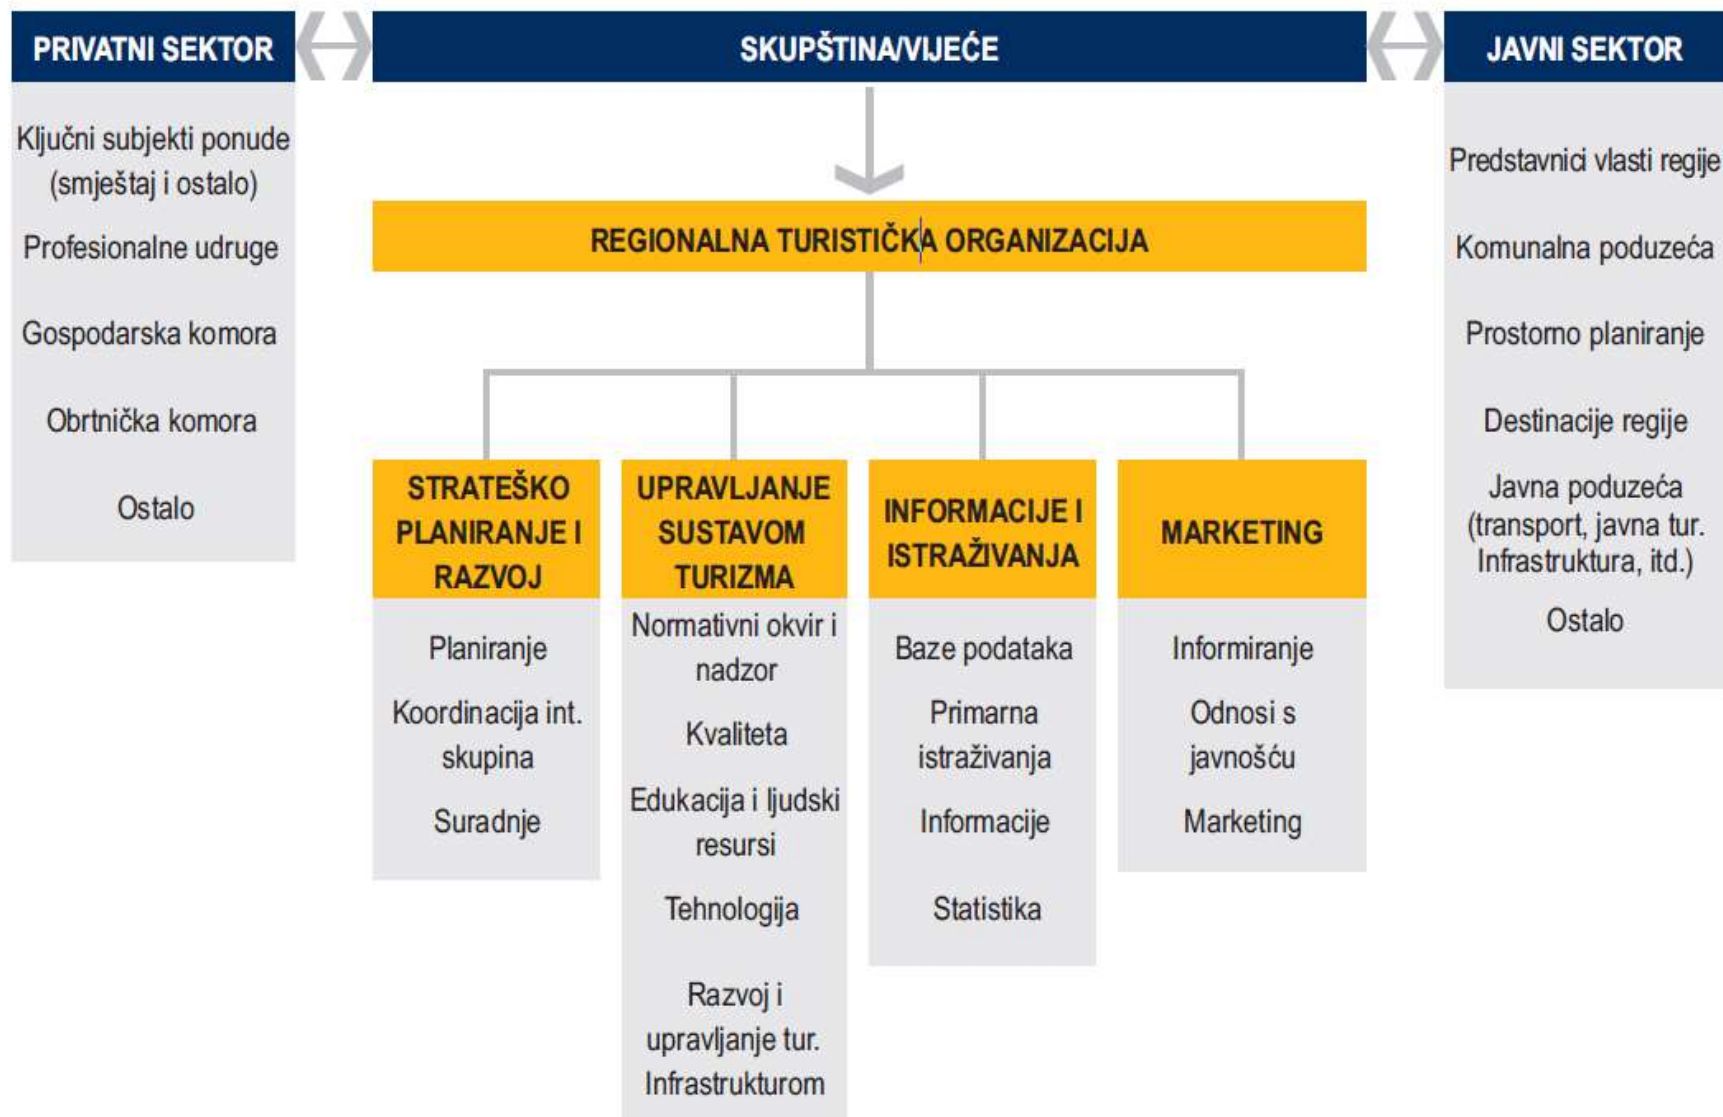 PRIVATNI SEKTOR
Ključni subjekti ponude
(smještaj i ostalo)
Profesionalne udruge
Gospodarska komora
Obrtnička komora
Ostalo
SKUPŠTINA/VIJEĆE
REGIONALNA TURISTIČKA ORGANIZACIJA
STRATEŠKO
PLANIRANJE I
RAZVOJ
Planiranje
Koordinacija int.
skupina
Suradnje
UPRAVLJANJE
SUSTAVOM
TURIZMA
Normativni okvir i
nadzor
Kvaliteta
Edukacija i ljudski
resursi
Tehnologija
Razvoj i
upravljanje tur.
Infrastrukturom
INFORMACIJE I
ISTRAŽIVANJA
Baze podataka
Primarna
istraživanja
Informacije
Statistika
MARKETING
Informiranje
Odnosi s
javnošću
Marketing
JAVNI SEKTOR
Predstavnici vlasti regije
Komunalna poduzeća
Prostorno planiranje
Destinacije regije
Javna poduzeća
(transport, javna tur.
Infrastruktura, itd.)
Ostalo